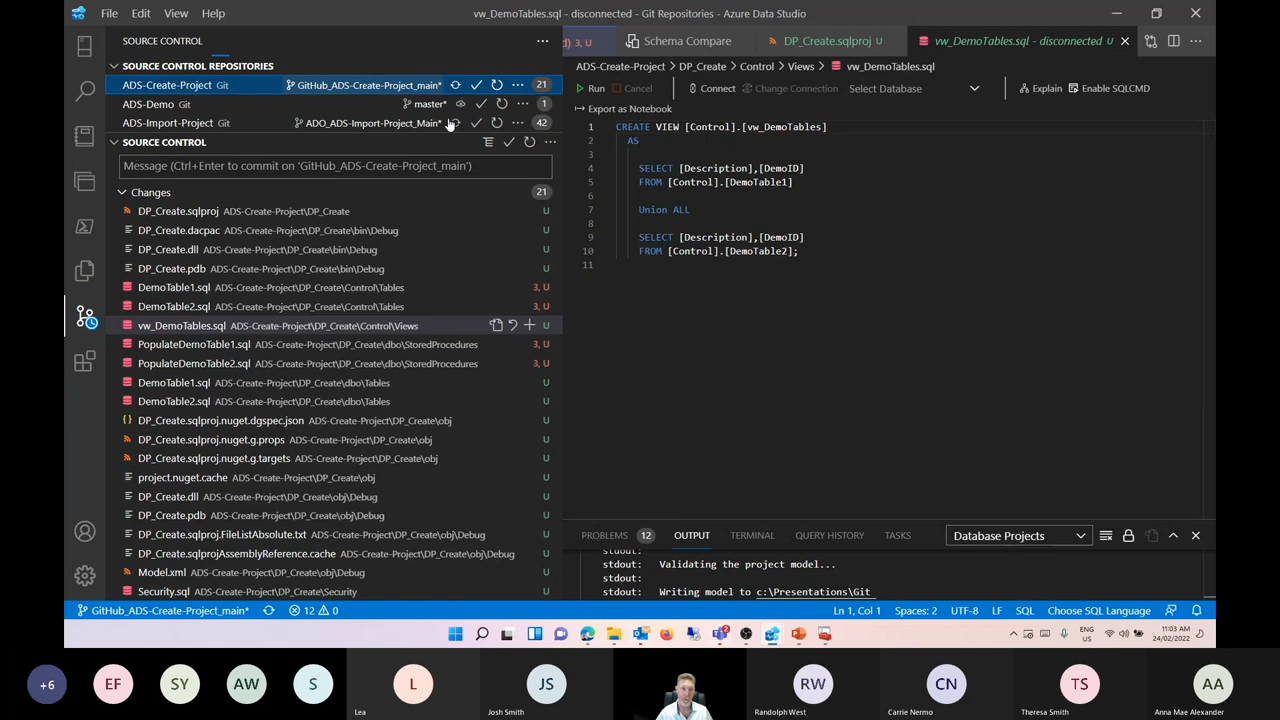 File Edit View Help
vw_DemoTables.sql - disconnected - Git Repositories - Azure Data Studio
SOURCE CONTROL
SOURCE CONTROL REPOSITORIES
ADS-Create-Project Git GitHub_ADS-Create-Project_main* 21
ADS-Demo Git master* 1
ADS-Import-Project Git ADO_ADS-Import-Project_Main* 42
SOURCE CONTROL
Message (Ctrl+Enter to commit on 'GitHub_ADS-Create-Project_main')
Changes 21
DP_Create.sqlproj ADS-Create-Project\DP_Create U
DP_Create.dacpac ADS-Create-Project\DP_Create\bin\Debug U
DP_Create.dll ADS-Create-Project\DP_Create\bin\Debug U
DP_Create.pdb ADS-Create-Project\DP_Create\bin\Debug U
DemoTable1.sql ADS-Create-Project\DP_Create\Control\Tables 3, U
DemoTable2.sql ADS-Create-Project\DP_Create\Control\Tables 3, U
vw_DemoTables.sql ADS-Create-Project\DP_Create\Control\Views U
PopulateDemoTable1.sql ADS-Create-Project\DP_Create\dbo\StoredProcedures 3, U
PopulateDemoTable2.sql ADS-Create-Project\DP_Create\dbo\StoredProcedures 3, U
DemoTable1.sql ADS-Create-Project\DP_Create\dbo\Tables U
DemoTable2.sql ADS-Create-Project\DP_Create\dbo\Tables U
DP_Create.sqlproj.nuget.dgspec.json ADS-Create-Project\DP_Create\obj U
DP_Create.sqlproj.nuget.g.props ADS-Create-Project\DP_Create\obj U
DP_Create.sqlproj.nuget.g.targets ADS-Create-Project\DP_Create\obj U
project.nuget.cache ADS-Create-Project\DP_Create\obj U
DP_Create.dll ADS-Create-Project\DP_Create\obj\Debug U
DP_Create.pdb ADS-Create-Project\DP_Create\obj\Debug U
DP_Create.sqlproj.FileListAbsolute.txt ADS-Create-Project\DP_Create\obj\Debug U
DP_Create.sqlprojAssemblyReference.cache ADS-Create-Project\DP_Create\obj\Debug U
Model.xml ADS-Create-Project\DP_Create\obj\Debug U
Security.sql ADS-Create-Project\DP_Create\Security U
d) 3, U Schema Compare DP_Create.sqlproj U vw_DemoTables.sql - disconnected U
ADS-Create-Project > DP_Create > Control > Views > vw_DemoTables.sql
Run Cancel Connect Change Connection Select Database Explain Enable SQLCMD
Export as Notebook
1 CREATE VIEW [Control].[vw_DemoTables]
2 AS
3
4 SELECT [Description],[DemoID]
5 FROM [Control].[DemoTable1]
6
7 Union ALL
8
9 SELECT [Description],[DemoID]
10 FROM [Control].[DemoTable2];
11
PROBLEMS 12 OUTPUT TERMINAL QUERY HISTORY TASKS Database Projects
stdout:
stdout: Validating the project model...
stdout:
stdout: Writing model to c:\Presentations\Git
GitHub_ADS-Create-Project_main* 12 0 Ln 1, Col 1 Spaces: 2 UTF-8 LF SQL Choose SQL Language
ENG
US
11:03 AM
24/02/2022
+6 EF SY AW S L JS RW CN TS AA
Lea Josh Smith Randolph West Carrie Nermo Theresa Smith Anna Mae Alexander